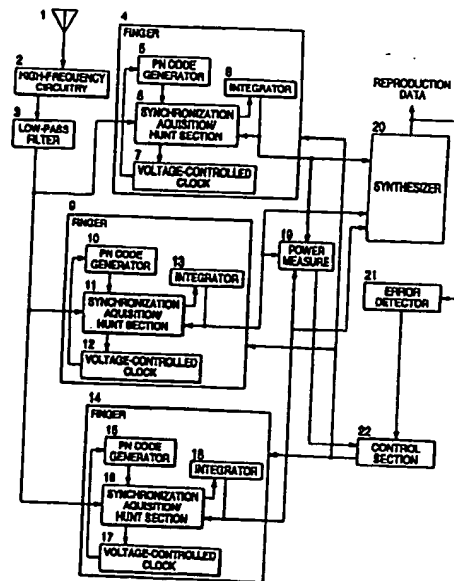 1
2
HIGH-FREQUENCY
CIRCUITRY
3
LOW-PASS
FILTER
4
FINGER
5
PN CODE
GENERATOR
6
SYNCHRONIZATION
AQUISITION/
HUNT SECTION
7
VOLTAGE-CONTROLLED
CLOCK
8
INTEGRATOR
REPRODUCTION
DATA
20
SYNTHESIZER
9
FINGER
10
PN CODE
GENERATOR
11
SYNCHRONIZATION
AQUISITION/
HUNT SECTION
12
VOLTAGE-CONTROLLED
CLOCK
13
INTEGRATOR
19
POWER
MEASURE
21
ERROR
DETECTOR
14
FINGER
15
PN CODE
GENERATOR
16
SYNCHRONIZATION
AQUISITION/
HUNT SECTION
17
VOLTAGE-CONTROLLED
CLOCK
18
INTEGRATOR
22
CONTROL
SECTION